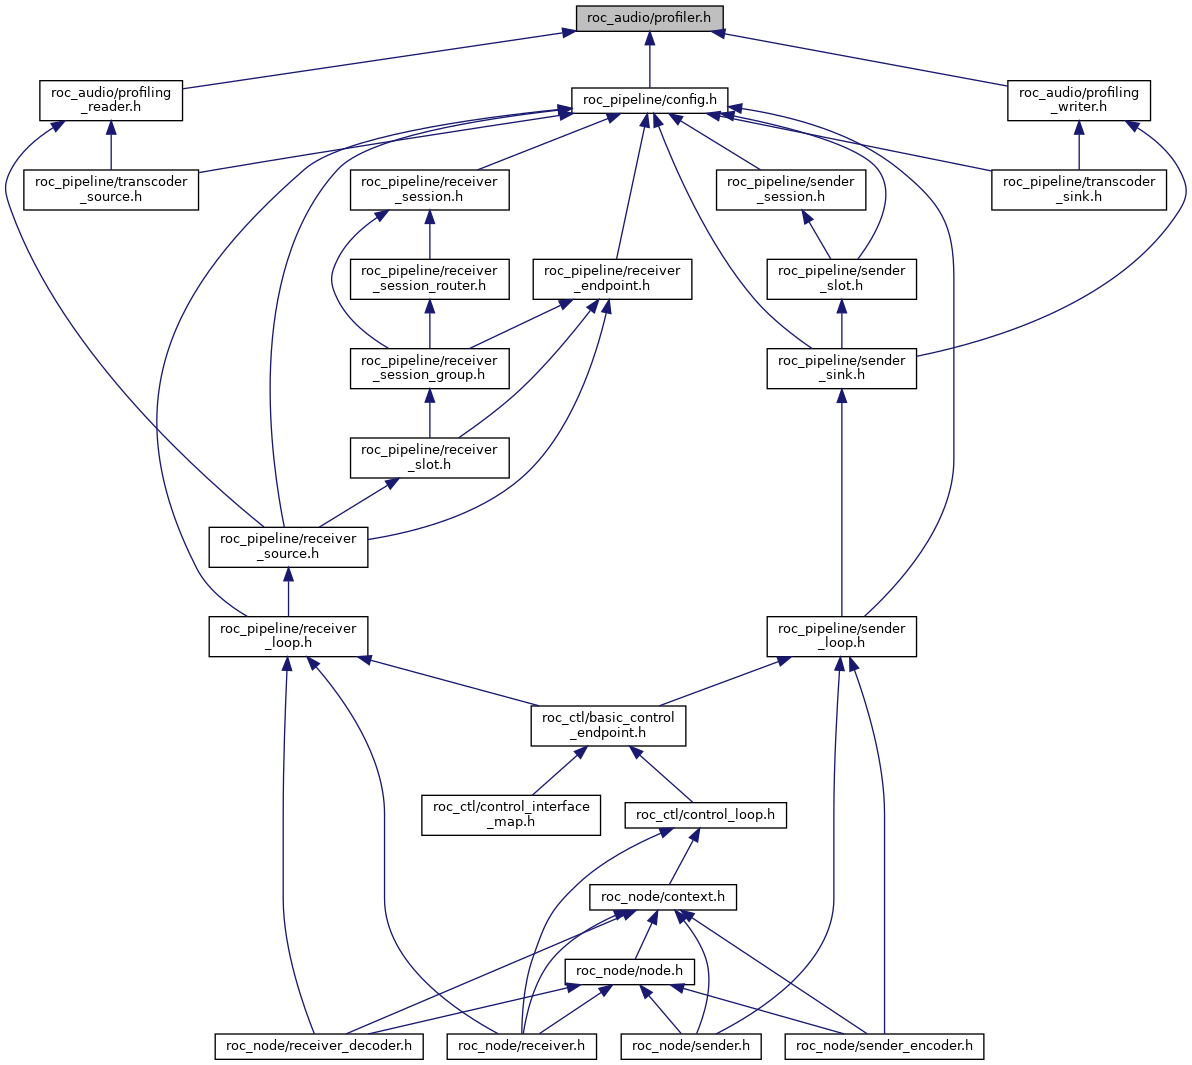 roc_audio/profiler.h
roc_audio/profiling
_reader.h
roc_pipeline/config.h
roc_audio/profiling
_writer.h
roc_pipeline/transcoder
_source.h
roc_pipeline/receiver
_session.h
roc_pipeline/sender
_session.h
roc_pipeline/transcoder
_sink.h
roc_pipeline/receiver
_session_router.h
roc_pipeline/receiver
_endpoint.h
roc_pipeline/sender
_slot.h
roc_pipeline/receiver
_session_group.h
roc_pipeline/sender
_sink.h
roc_pipeline/receiver
_slot.h
roc_pipeline/receiver
_source.h
roc_pipeline/receiver
_loop.h
roc_pipeline/sender
_loop.h
roc_ctl/basic_control
_endpoint.h
roc_ctl/control_interface
_map.h
roc_ctl/control_loop.h
roc_node/context.h
roc_node/node.h
roc_node/receiver_decoder.h
roc_node/receiver.h
roc_node/sender.h
roc_node/sender_encoder.h